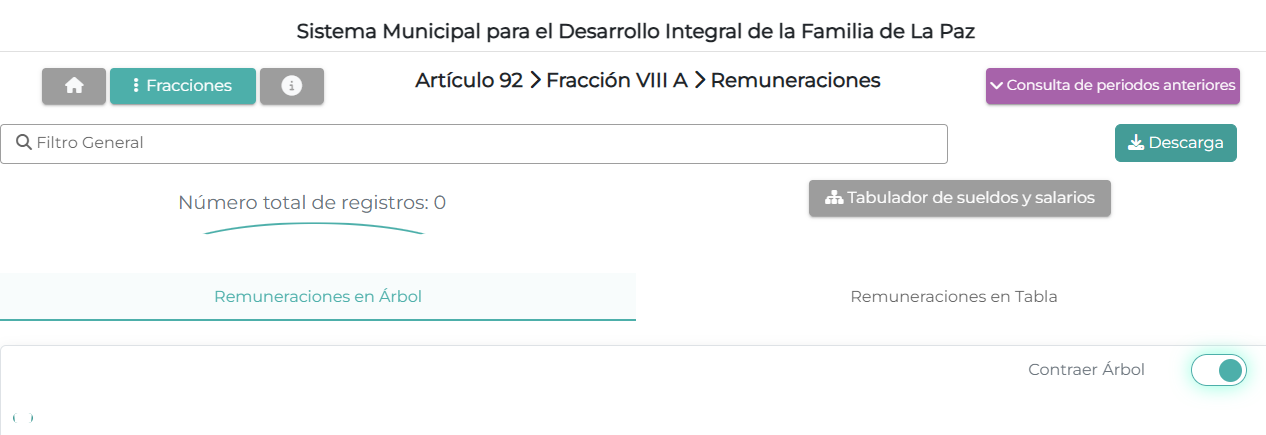 Sistema Municipal para el Desarrollo Integral de la Familia de La Paz
Fracciones
Artículo 92 > Fracción VIII A > Remuneraciones
Consulta de periodos anteriores
Filtro General
Descarga
Número total de registros: 0
Tabulador de sueldos y salarios
Remuneraciones en Árbol
Remuneraciones en Tabla
Contraer Árbol